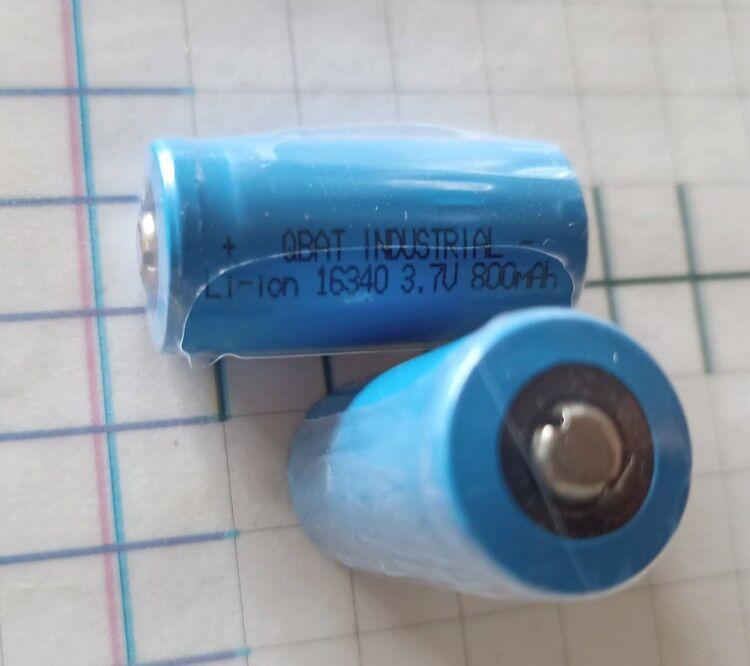 + QBAT INDUSTRIAL -
Li-ion 16340 3.7V 800mAh